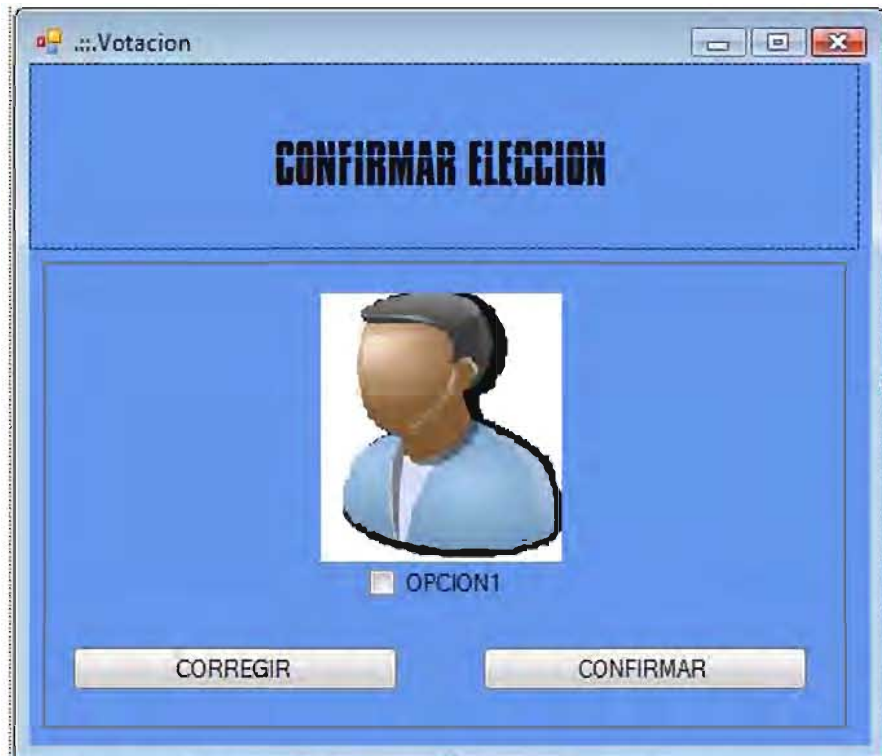 .::.Votacion
CONFIRMAR ELECCION
OPCION1
CORREGIR
CONFIRMAR